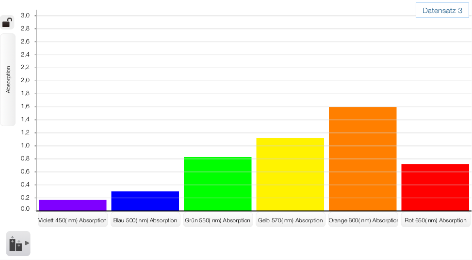 Datensatz 3
3,0
2,8
2,6
2,4
2,2
2,0
1,8
1,6
1,4
1,2
1,0
0,8
0,6
0,4
0,2
0,0
Absorption
Violett 450( nm) Absorption
Blau 500( nm) Absorption
Grün 550( nm) Absorption
Gelb 570( nm) Absorption
Orange 600( nm) Absorption
Rot 650( nm) Absorption